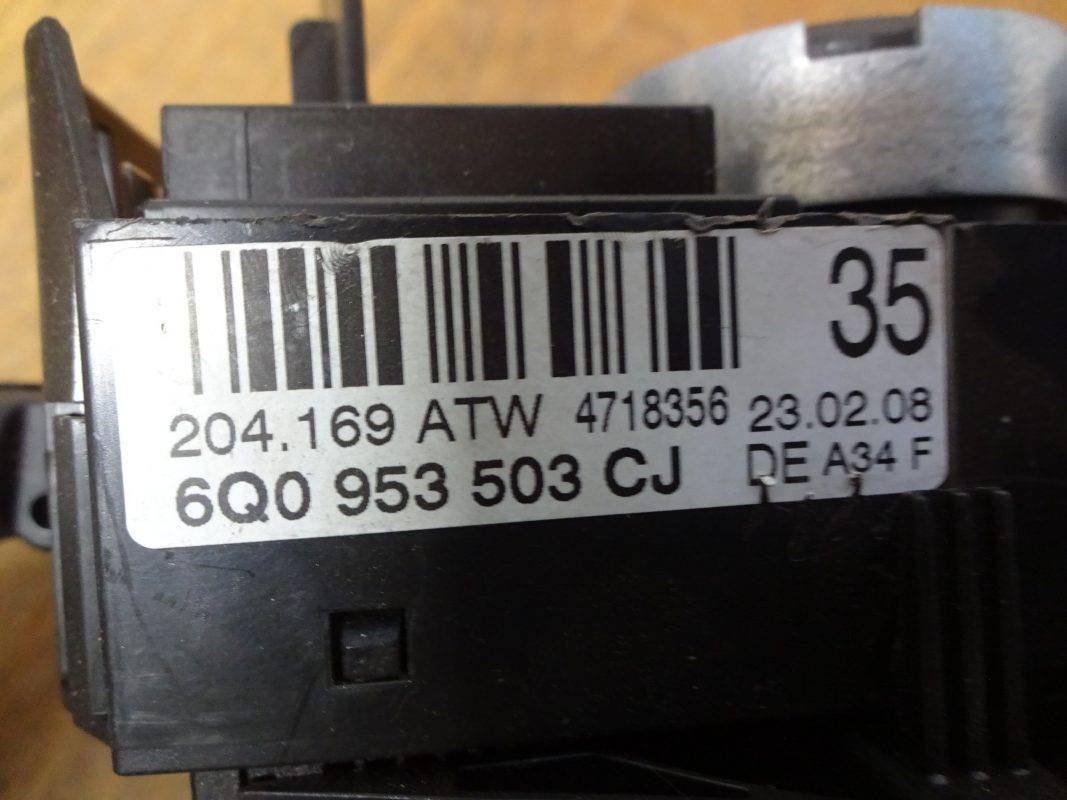 35
204.169 ATW 4718356 23.02.08
6Q0 953 503 CJ DE A34 F